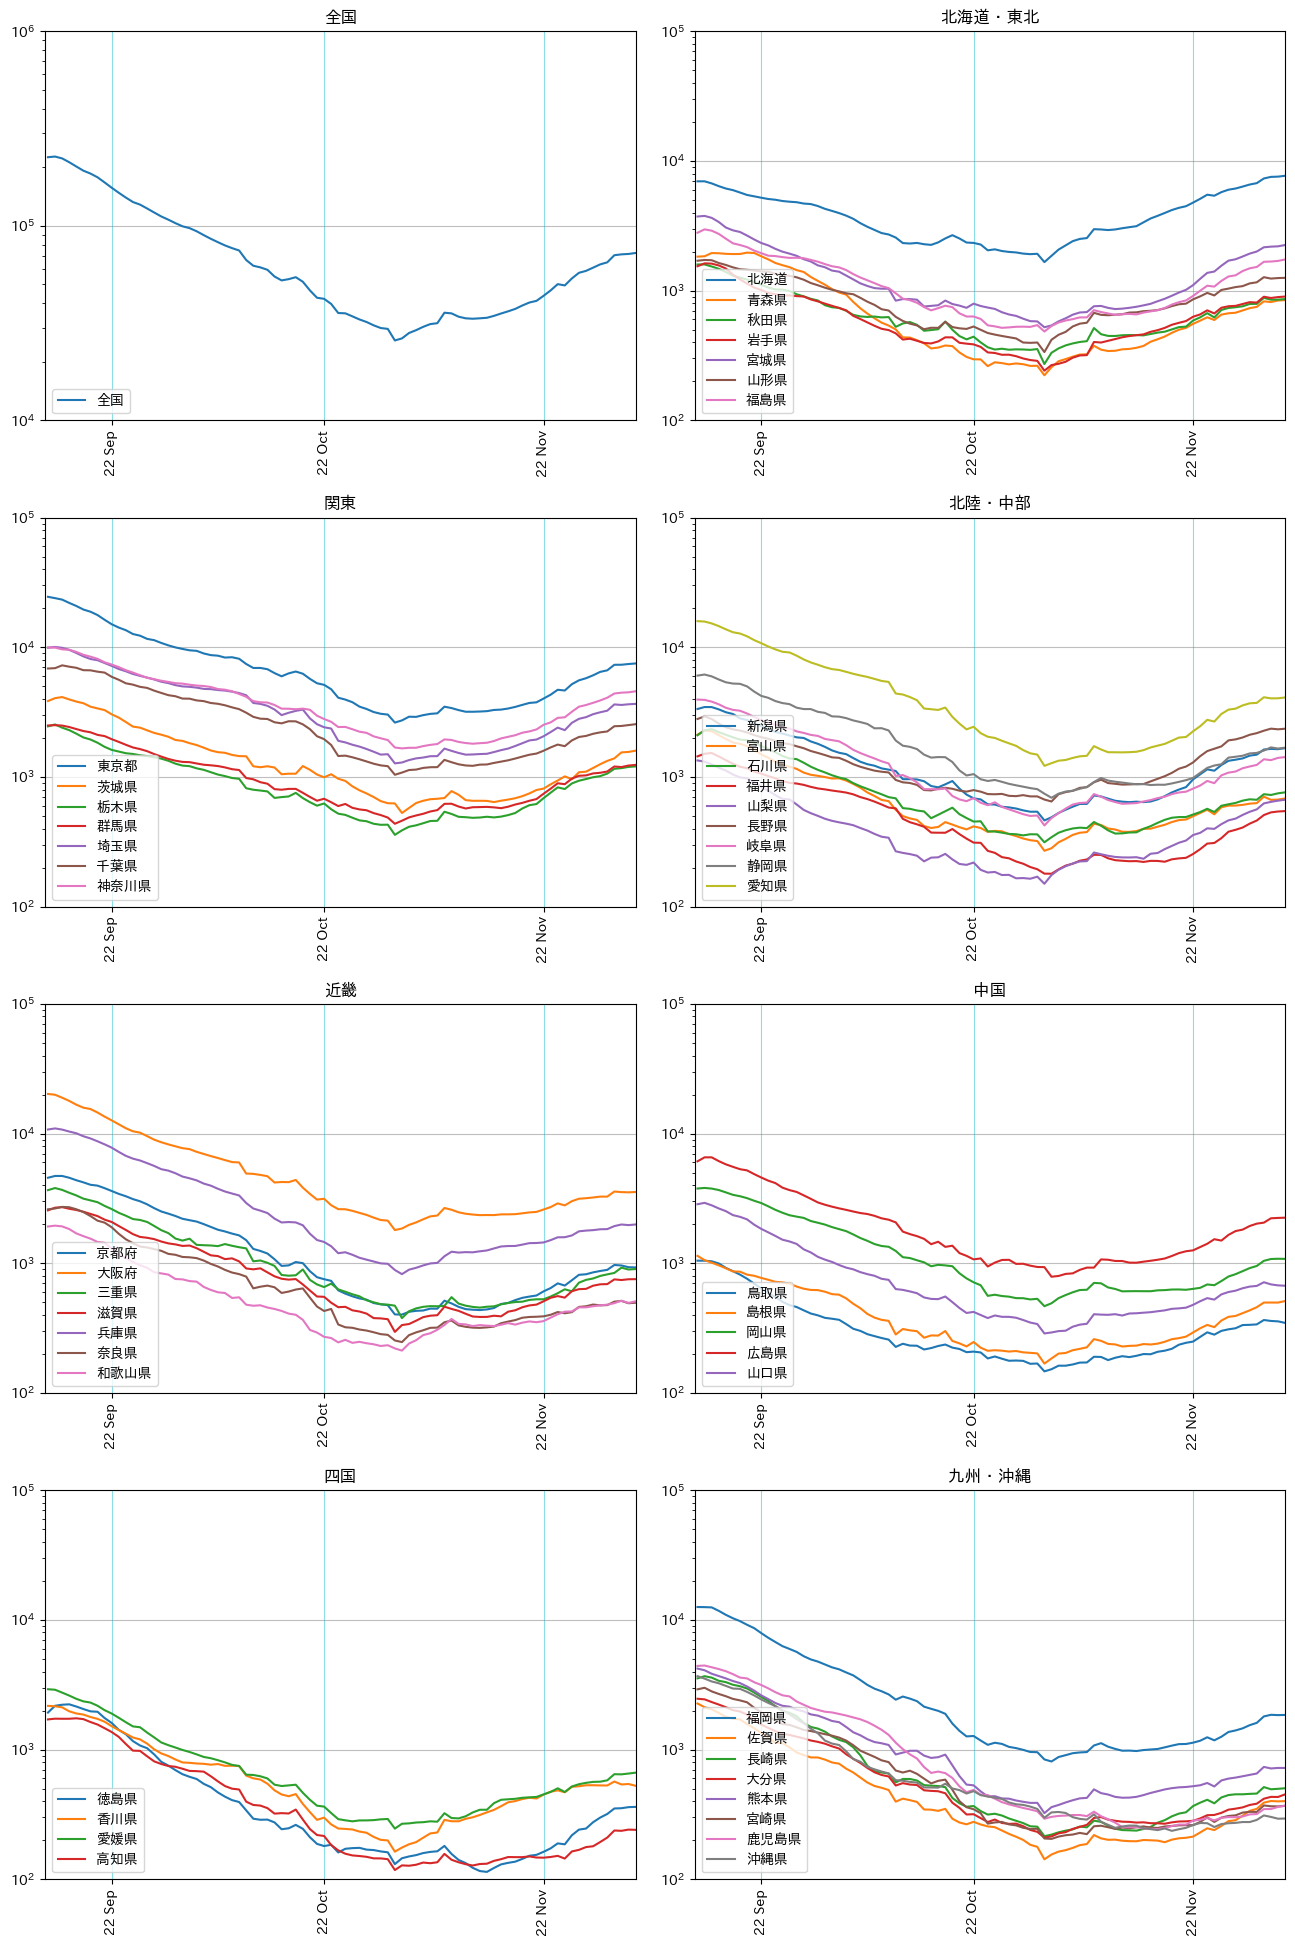 全国
10^6
10^5
10^4
全国
22 Sep
22 Oct
22 Nov
北海道・東北
10^5
10^4
10^3
10^2
北海道
青森県
秋田県
岩手県
宮城県
山形県
福島県
22 Sep
22 Oct
22 Nov
関東
10^5
10^4
10^3
10^2
東京都
茨城県
栃木県
群馬県
埼玉県
千葉県
神奈川県
22 Sep
22 Oct
22 Nov
北陸・中部
10^5
10^4
10^3
10^2
新潟県
富山県
石川県
福井県
山梨県
長野県
岐阜県
静岡県
愛知県
22 Sep
22 Oct
22 Nov
近畿
10^5
10^4
10^3
10^2
京都府
大阪府
三重県
滋賀県
兵庫県
奈良県
和歌山県
22 Sep
22 Oct
22 Nov
中国
10^5
10^4
10^3
10^2
鳥取県
島根県
岡山県
広島県
山口県
22 Sep
22 Oct
22 Nov
四国
10^5
10^4
10^3
10^2
徳島県
香川県
愛媛県
高知県
22 Sep
22 Oct
22 Nov
九州・沖縄
10^5
10^4
10^3
10^2
福岡県
佐賀県
長崎県
大分県
熊本県
宮崎県
鹿児島県
沖縄県
22 Sep
22 Oct
22 Nov